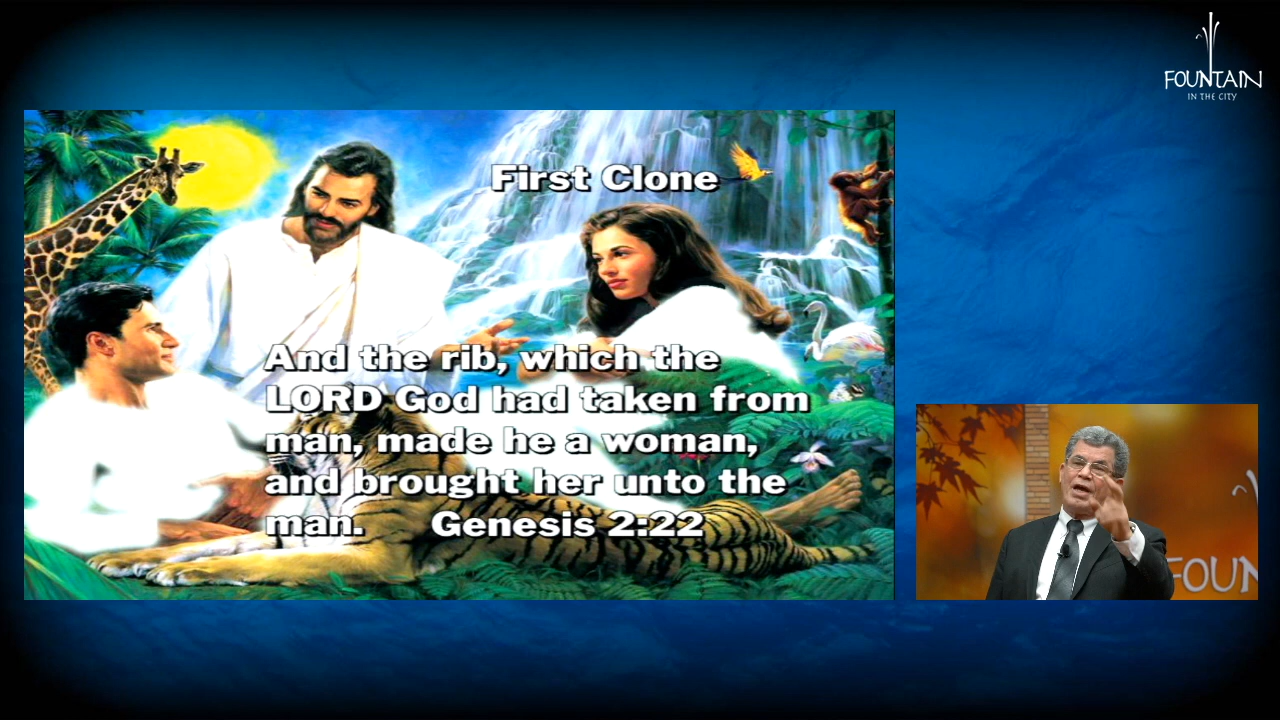 FOUNTAIN
IN THE CITY
First Clone
And the rib, which the
LORD God had taken from
man, made he a woman,
and brought her unto the
man. Genesis 2:22
FOUN